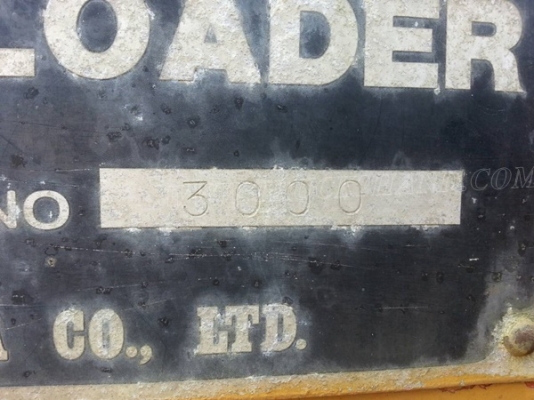 LOADER
NO 3000
CO., LTD.